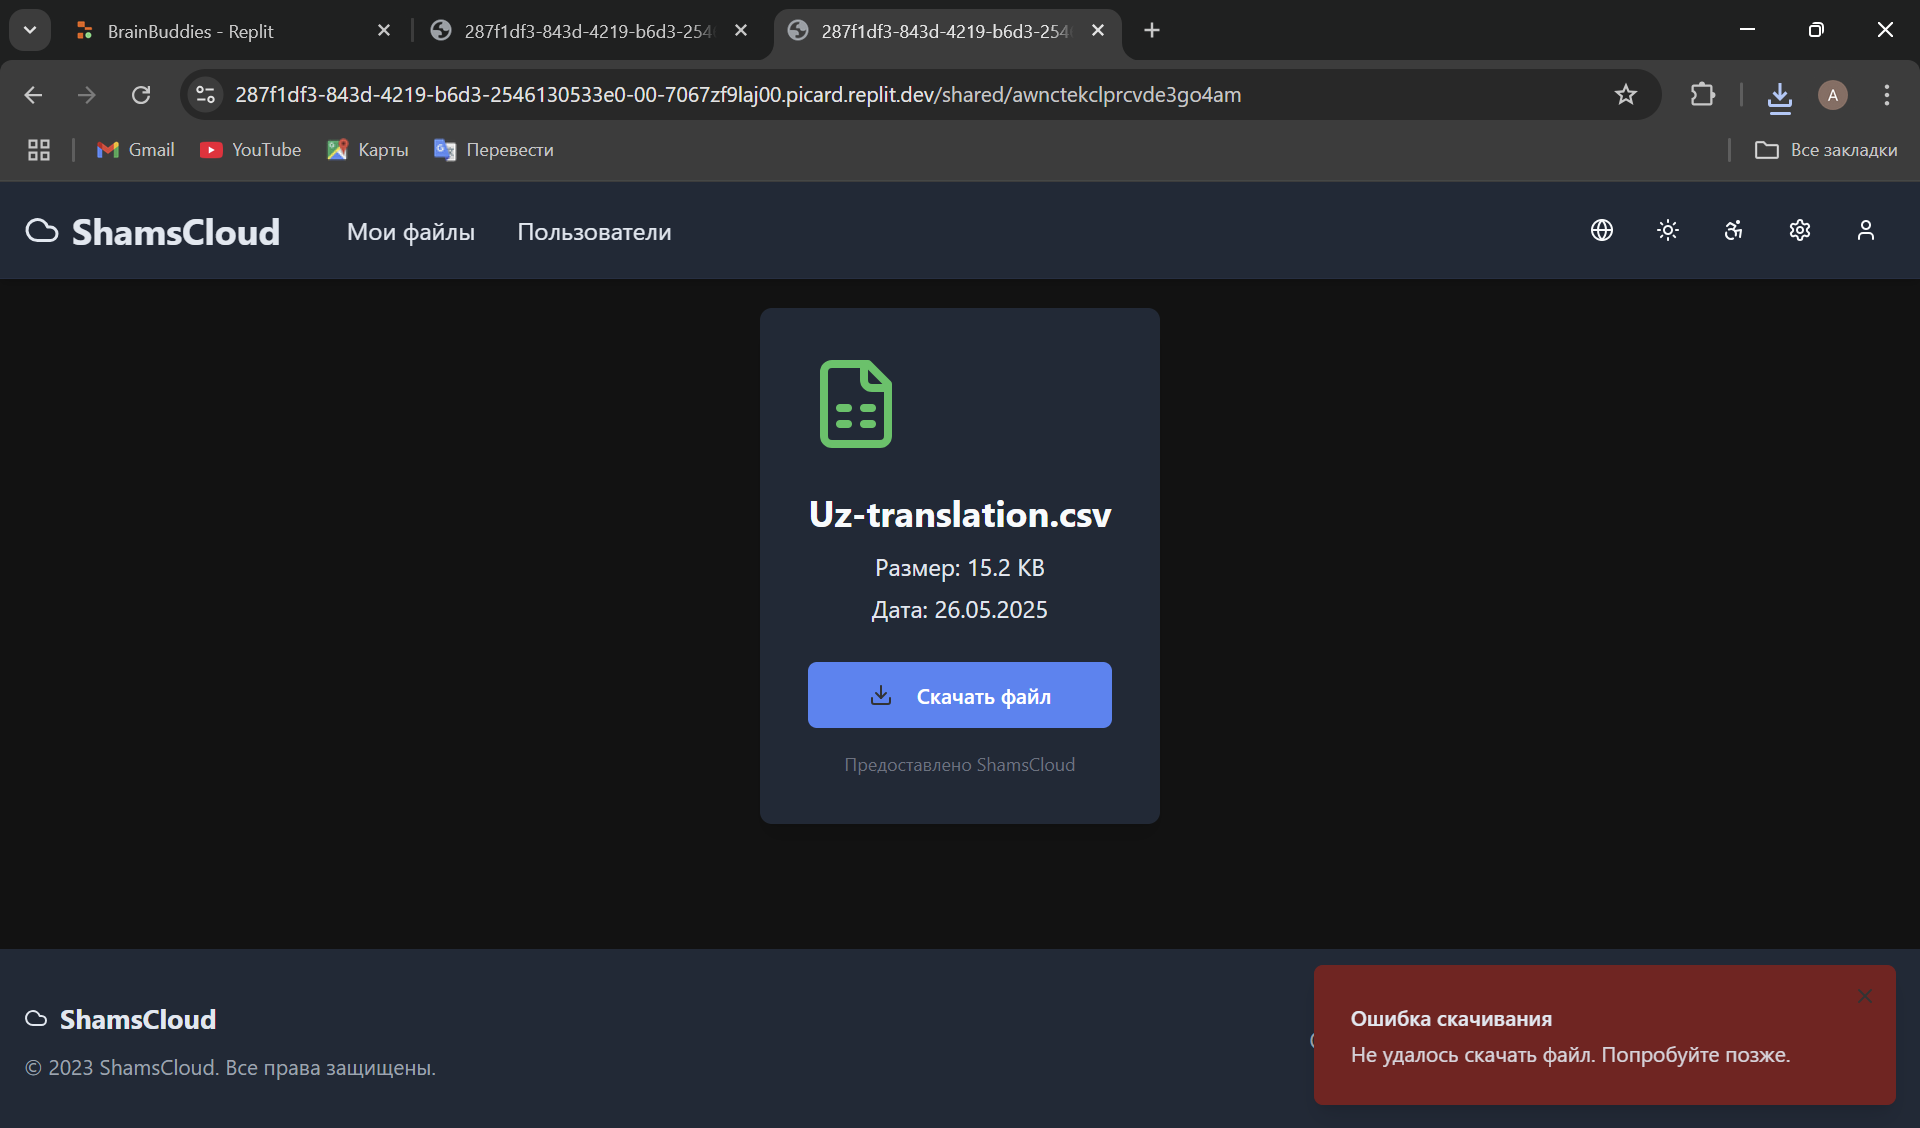 BrainBuddies - Replit
287f1df3-843d-4219-b6d3-254
287f1df3-843d-4219-b6d3-254
287f1df3-843d-4219-b6d3-2546130533e0-00-7067zf9laj00.picard.replit.dev/shared/awnctekclprcvde3go4am
A
Gmail
YouTube
Карты
Перевести
Все закладки
ShamsCloud
Мои файлы
Пользователи
Uz-translation.csv
Размер: 15.2 KB
Дата: 26.05.2025
Скачать файл
Предоставлено ShamsCloud
ShamsCloud
© 2023 ShamsCloud. Все права защищены.
Ошибка скачивания
Не удалось скачать файл. Попробуйте позже.